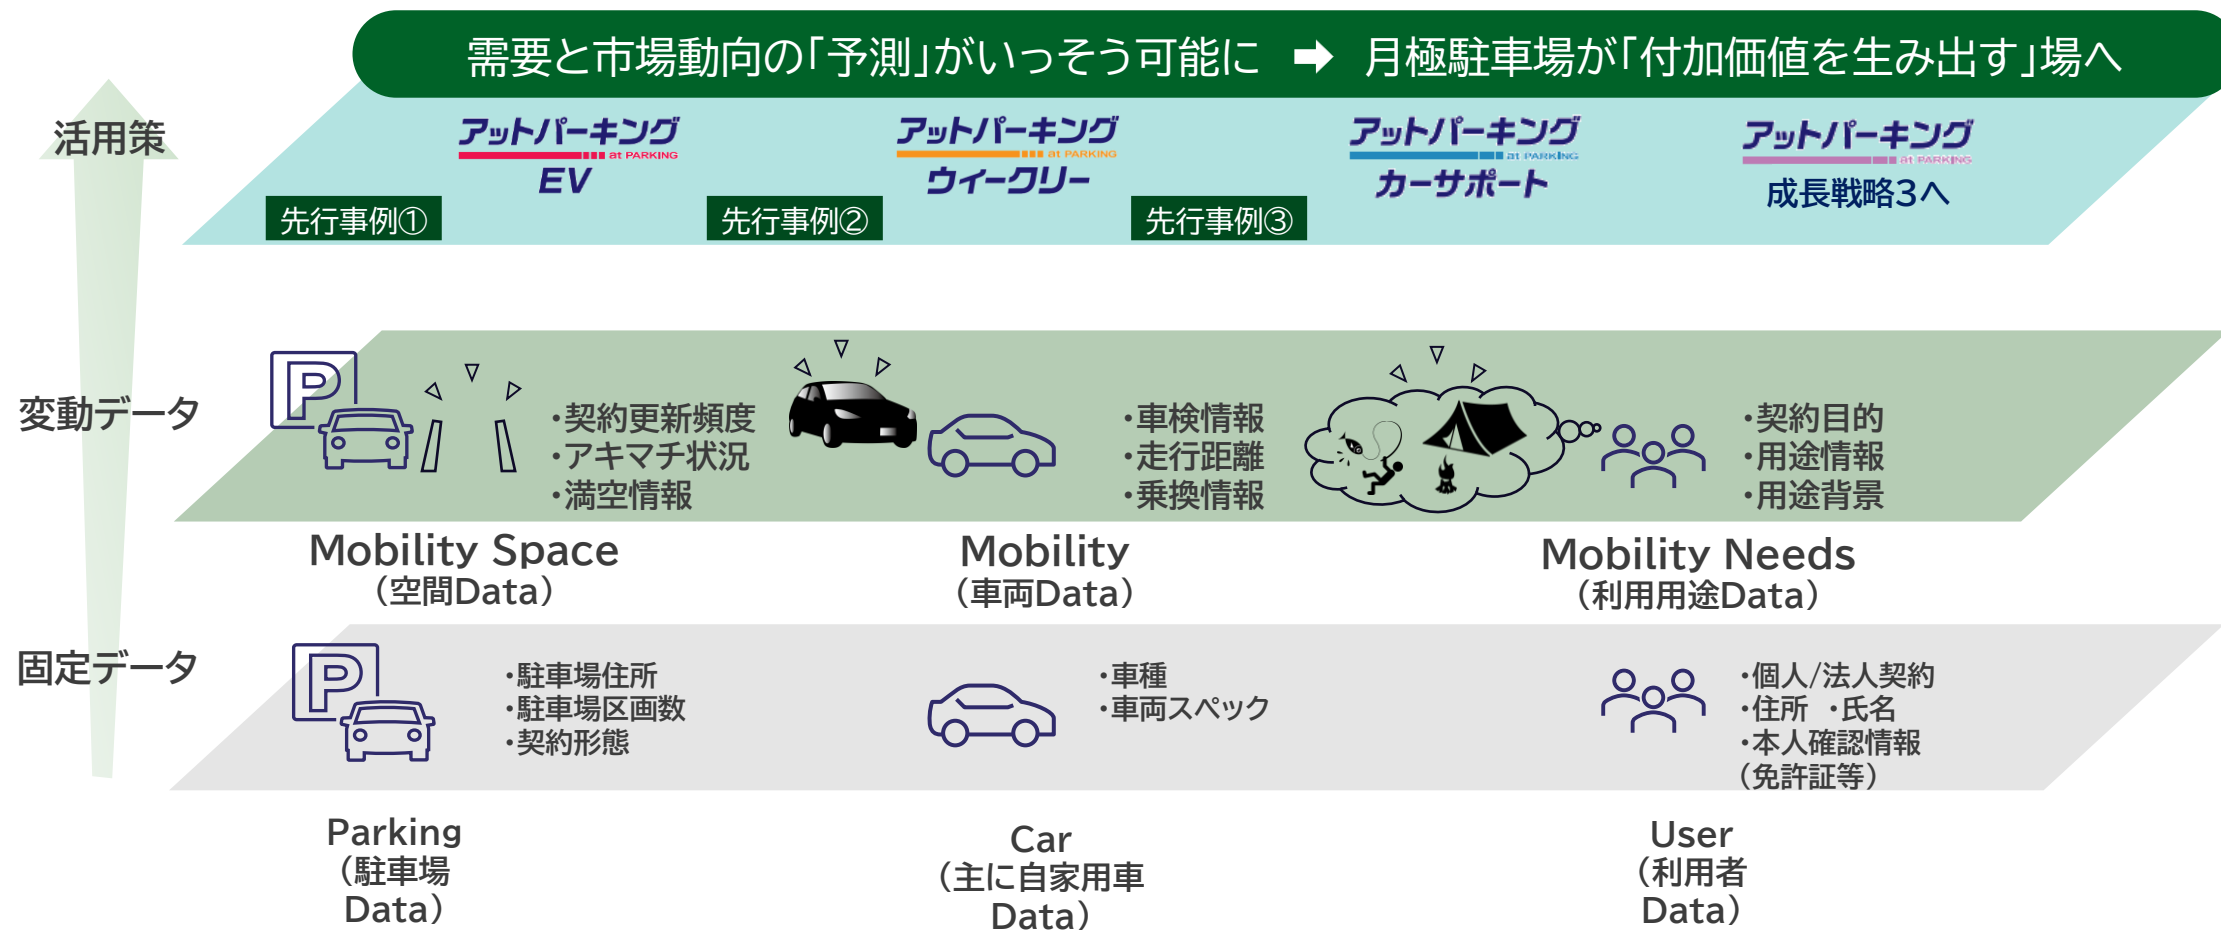 需要と市場動向の「予測」がいっそう可能に ➡ 月極駐車場が「付加価値を生み出す」場へ
活用策
アットパーキング
at PARKING
EV
先行事例①
アットパーキング
at PARKING
ウィークリー
先行事例②
アットパーキング
at PARKING
カーサポート
先行事例③
アットパーキング
at PARKING
成長戦略3へ
変動データ
P
・契約更新頻度
・アキマチ状況
・満空情報
・車検情報
・走行距離
・乗換情報
・契約目的
・用途情報
・用途背景
Mobility Space
（空間Data）
Mobility
（車両Data）
Mobility Needs
（利用用途Data）
固定データ
P
・駐車場住所
・駐車場区画数
・契約形態
・車種
・車両スペック
・個人/法人契約
・住所 ・氏名
・本人確認情報
（免許証等）
Parking
（駐車場
Data）
Car
（主に自家用車
Data）
User
（利用者
Data）